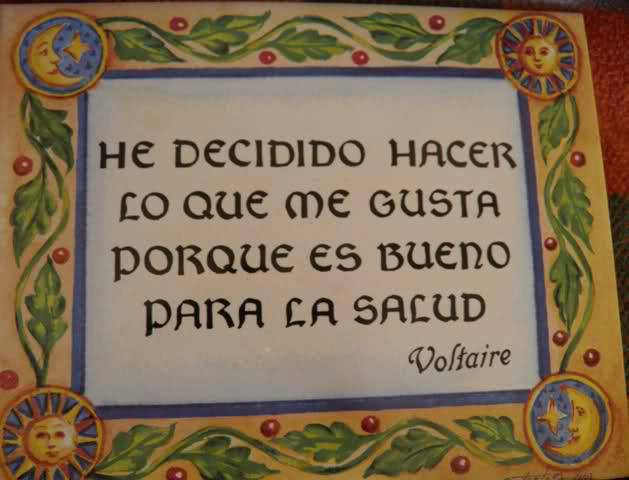 HE DECIDIDO HACER
LO QUE ME GUSTA
PORQUE ES BUENO
PARA LA SALUD
Voltaire